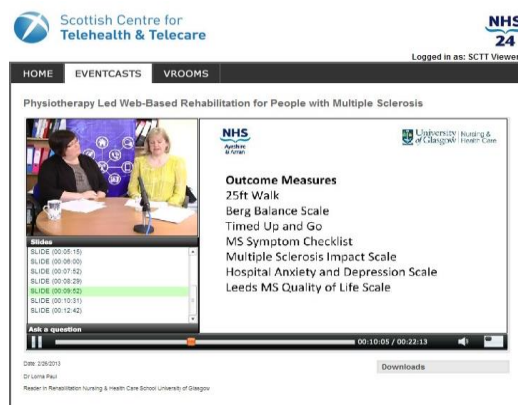 Scottish Centre for
Telehealth & Telecare
NHS
24
Logged in as: SCTT Viewer
HOME EVENTCASTS VROOMS
Physiotherapy Led Web-Based Rehabilitation for People with Multiple Sclerosis
NHS
Ayrshire
& Arran
University of Glasgow
Nursing &
Health Care
Outcome Measures
25ft Walk
Berg Balance Scale
Timed Up and Go
MS Symptom Checklist
Multiple Sclerosis Impact Scale
Hospital Anxiety and Depression Scale
Leeds MS Quality of Life Scale
Slides
SLIDE (00:05:15)
SLIDE (00:06:00)
SLIDE (00:07:52)
SLIDE (00:08:29)
SLIDE (00:09:52)
SLIDE (00:10:31)
SLIDE (00:12:42)
Ask a question
00:10:05 / 00:22:13
Date: 2/26/2013
Dr Lorna Paul
Reader in Rehabilitation Nursing & Health Care School University of Glasgow
Downloads